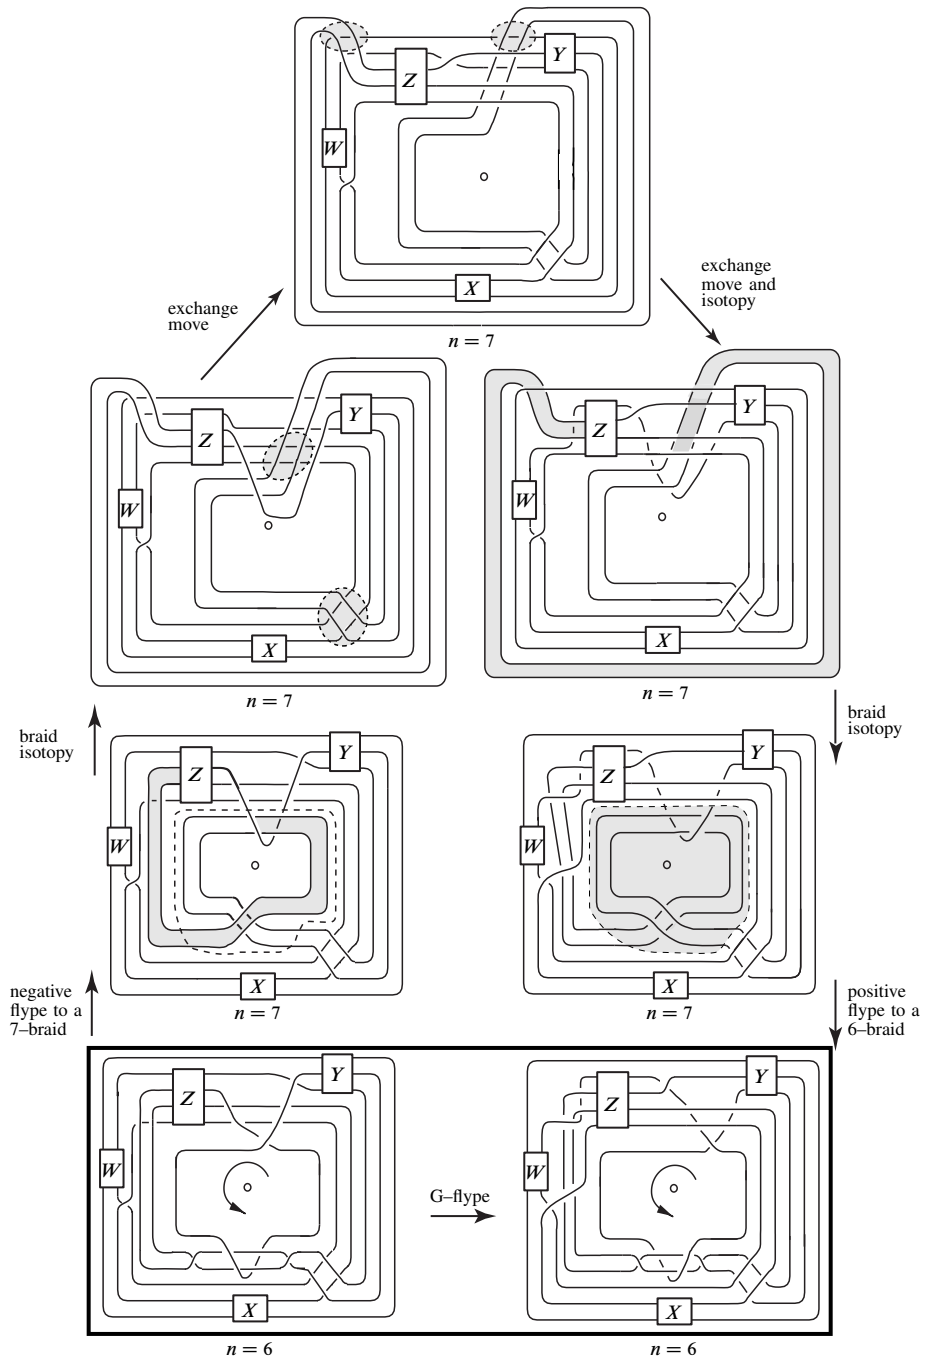 Y
Z
W
X
n = 7
exchange
move
exchange
move and
isotopy
Y
Z
W
X
n = 7
Y
Z
W
X
n = 7
braid
isotopy
braid
isotopy
Y
Z
W
X
n = 7
Y
Z
W
X
n = 7
negative
flype to a
7–braid
positive
flype to a
6–braid
Y
Z
W
X
n = 6
G–flype
Y
Z
W
X
n = 6